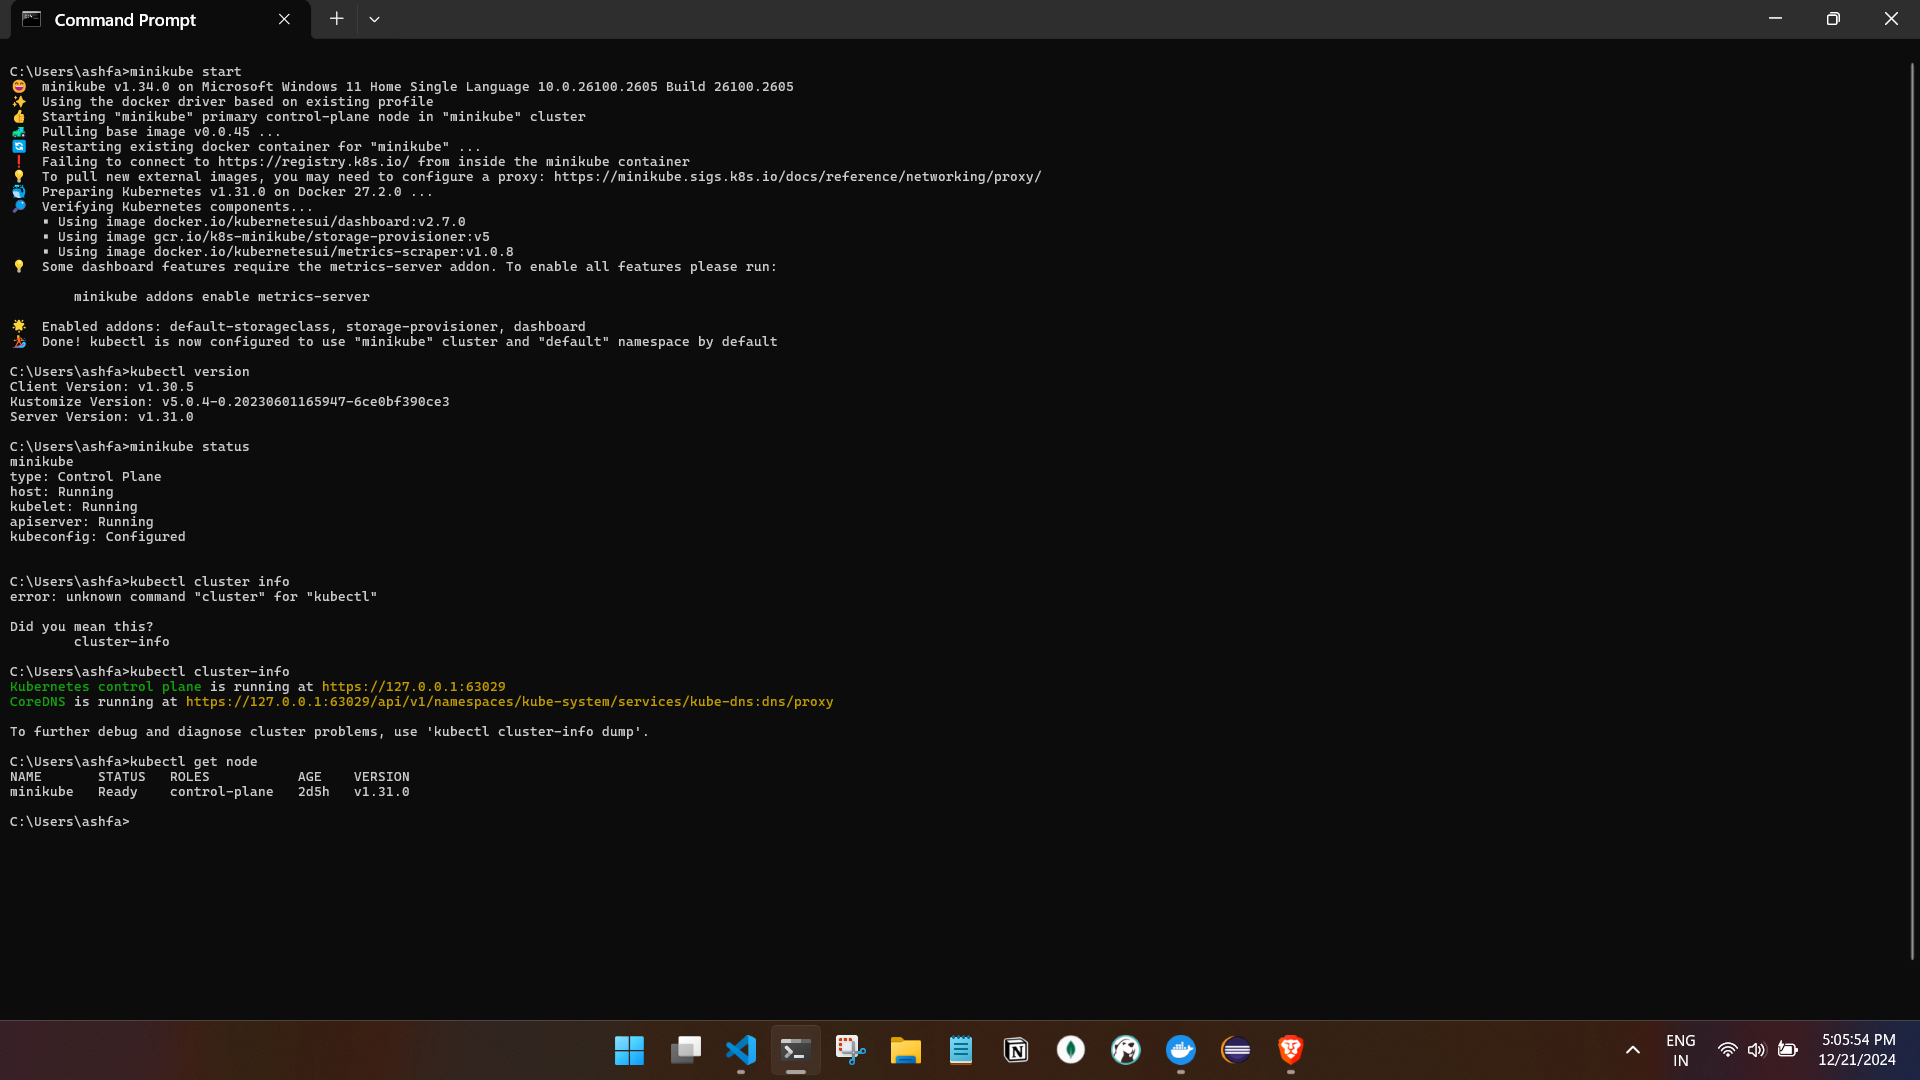 Command Prompt
C:\Users\ashfa>minikube start
minikube v1.34.0 on Microsoft Windows 11 Home Single Language 10.0.26100.2605 Build 26100.2605
Using the docker driver based on existing profile
Starting "minikube" primary control-plane node in "minikube" cluster
Pulling base image v0.0.45 ...
Restarting existing docker container for "minikube" ...
Failing to connect to https://registry.k8s.io/ from inside the minikube container
To pull new external images, you may need to configure a proxy: https://minikube.sigs.k8s.io/docs/reference/networking/proxy/
Preparing Kubernetes v1.31.0 on Docker 27.2.0 ...
Verifying Kubernetes components...
▪ Using image docker.io/kubernetesui/dashboard:v2.7.0
▪ Using image gcr.io/k8s-minikube/storage-provisioner:v5
▪ Using image docker.io/kubernetesui/metrics-scraper:v1.0.8
Some dashboard features require the metrics-server addon. To enable all features please run:
minikube addons enable metrics-server
Enabled addons: default-storageclass, storage-provisioner, dashboard
Done! kubectl is now configured to use "minikube" cluster and "default" namespace by default
C:\Users\ashfa>kubectl version
Client Version: v1.30.5
Kustomize Version: v5.0.4-0.20230601165947-6ce0bf390ce3
Server Version: v1.31.0
C:\Users\ashfa>minikube status
minikube
type: Control Plane
host: Running
kubelet: Running
apiserver: Running
kubeconfig: Configured
C:\Users\ashfa>kubectl cluster info
error: unknown command "cluster" for "kubectl"
Did you mean this?
cluster-info
C:\Users\ashfa>kubectl cluster-info
Kubernetes control plane is running at https://127.0.0.1:63029
CoreDNS is running at https://127.0.0.1:63029/api/v1/namespaces/kube-system/services/kube-dns:dns/proxy
To further debug and diagnose cluster problems, use 'kubectl cluster-info dump'.
C:\Users\ashfa>kubectl get node
NAME STATUS ROLES AGE VERSION
minikube Ready control-plane 2d5h v1.31.0
C:\Users\ashfa>
ENG
IN
5:05:54 PM
12/21/2024